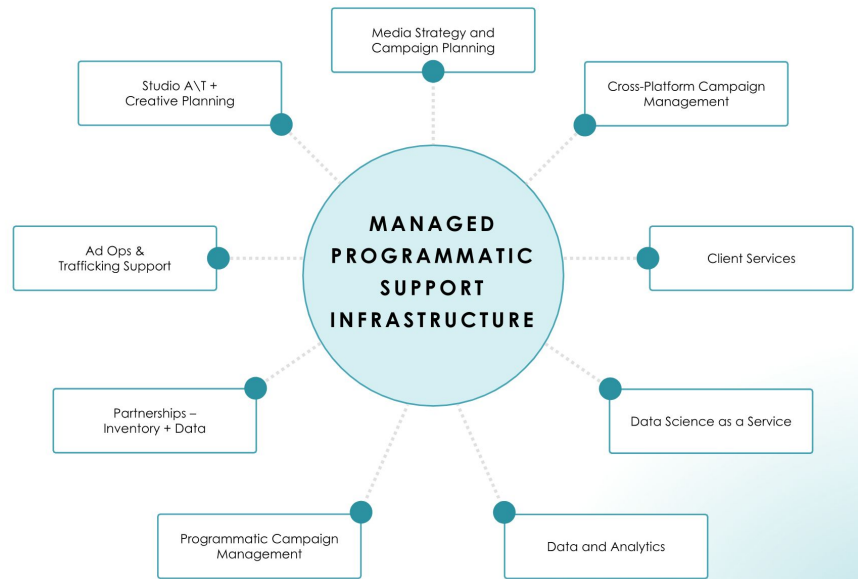 Media Strategy and
Campaign Planning
Studio A\T +
Creative Planning
Cross-Platform Campaign
Management
MANAGED
PROGRAMMATIC
SUPPORT
INFRASTRUCTURE
Ad Ops &
Trafficking Support
Client Services
Partnerships –
Inventory + Data
Data Science as a Service
Programmatic Campaign
Management
Data and Analytics